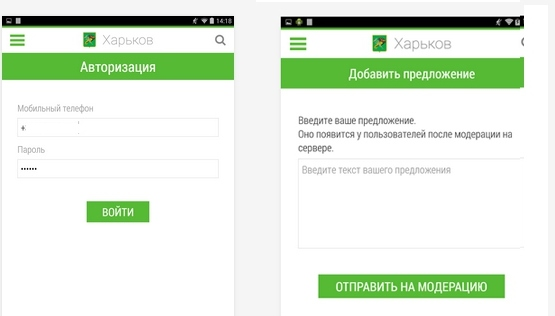 14:18
Харьков
Авторизация
Мобильный телефон
+
Пароль
••••••
ВОЙТИ
Харьков
Добавить предложение
Введите ваше предложение.
Оно появится у пользователей после модерации на
сервере.
Введите текст вашего предложения
ОТПРАВИТЬ НА МОДЕРАЦИЮ